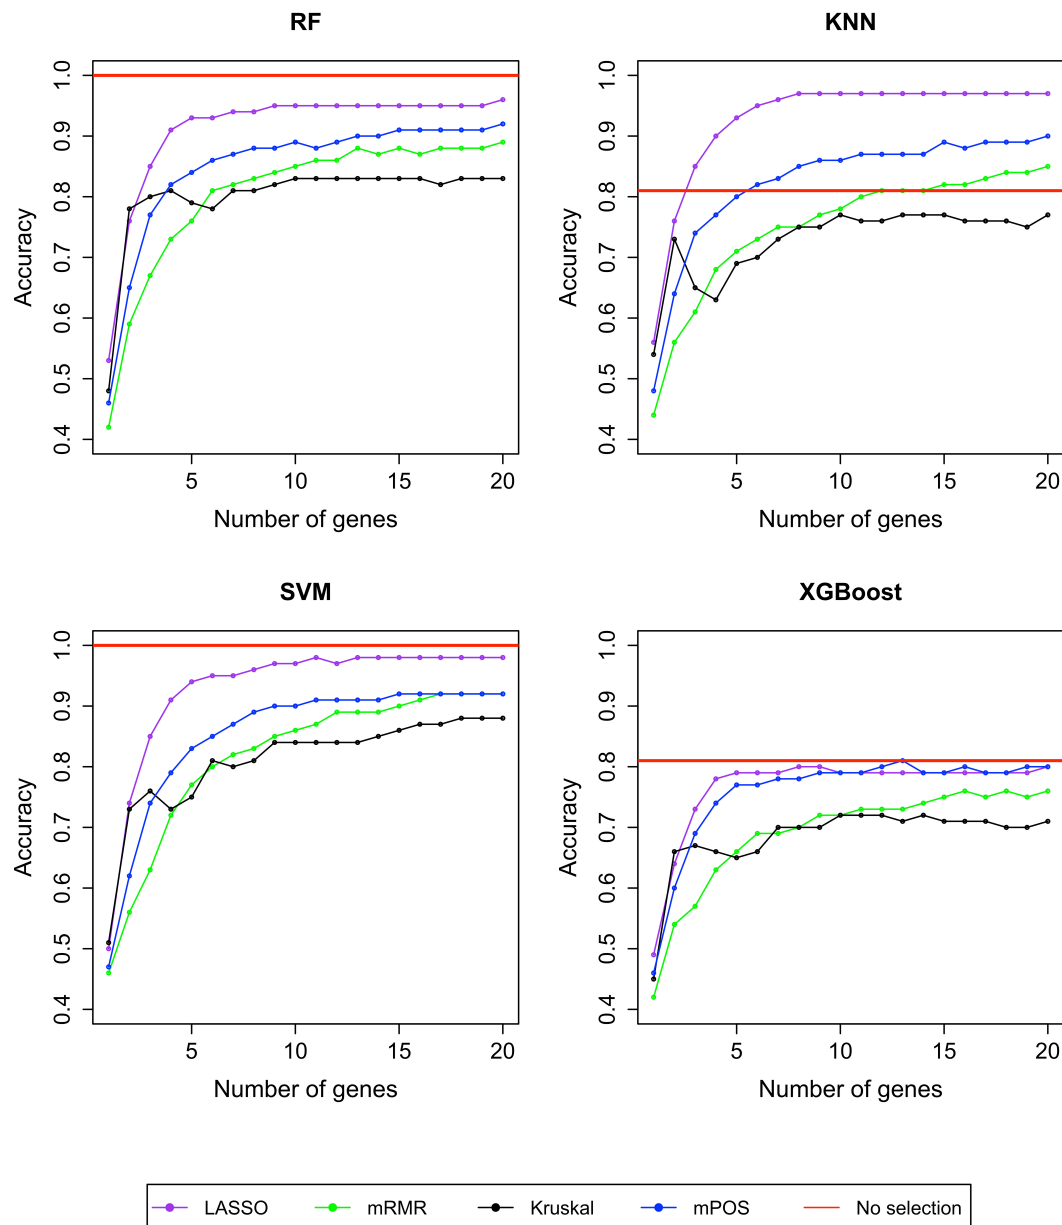 RF
KNN
Accuracy
0.4 0.5 0.6 0.7 0.8 0.9 1.0
5 10 15 20
Number of genes
Accuracy
0.4 0.5 0.6 0.7 0.8 0.9 1.0
5 10 15 20
Number of genes
SVM
XGBoost
Accuracy
0.4 0.5 0.6 0.7 0.8 0.9 1.0
5 10 15 20
Number of genes
Accuracy
0.4 0.5 0.6 0.7 0.8 0.9 1.0
5 10 15 20
Number of genes
LASSO mRMR Kruskal mPOS No selection